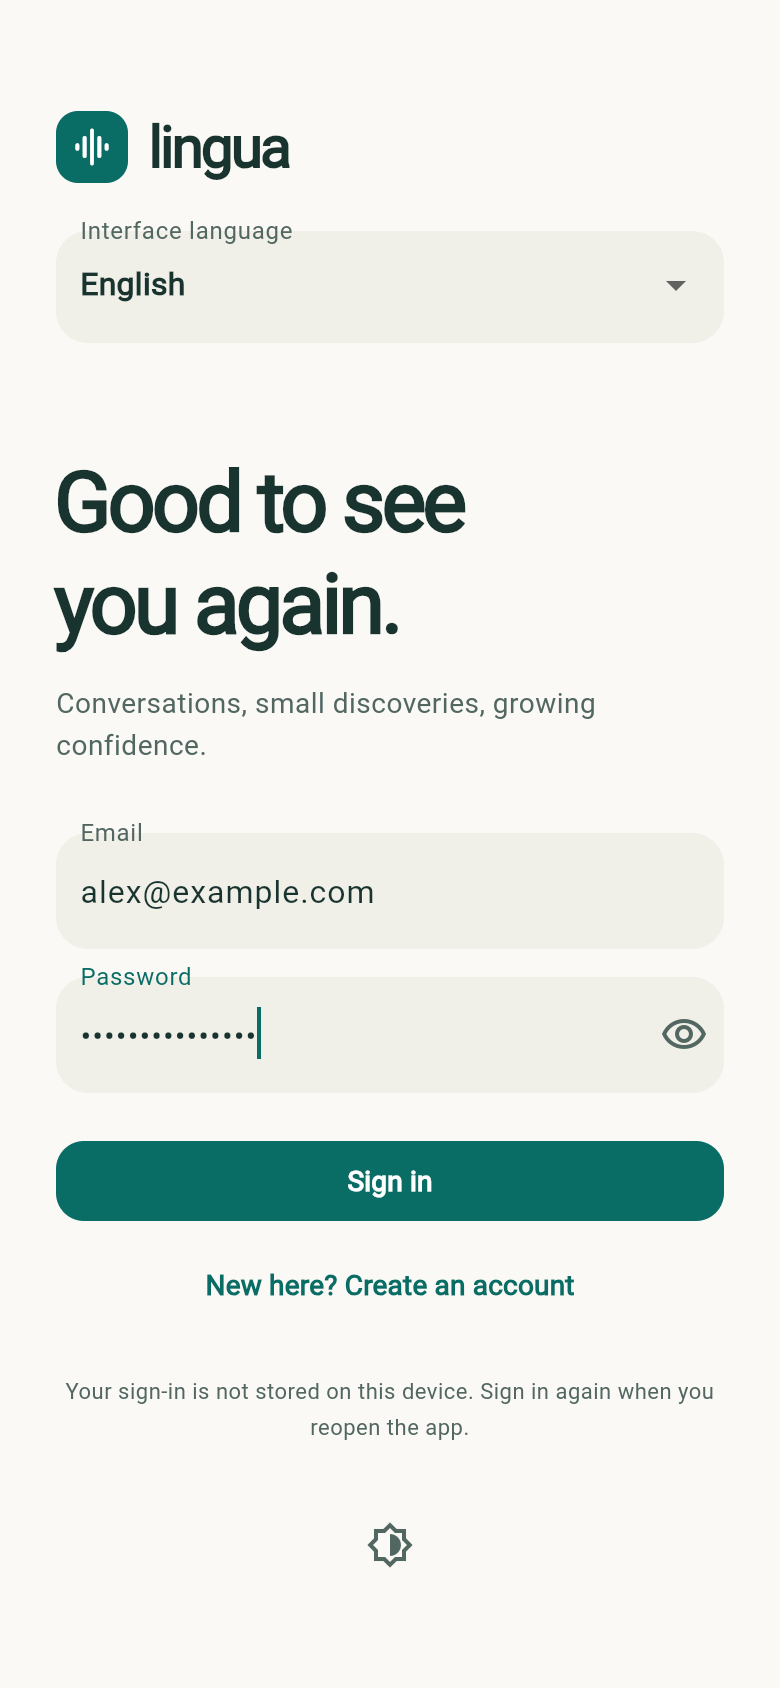 lingua
Interface language
English
Good to see
you again.
Conversations, small discoveries, growing
confidence.
Email
alex@example.com
Password
•••••••••••••••
Sign in
New here? Create an account
Your sign-in is not stored on this device. Sign in again when you
reopen the app.